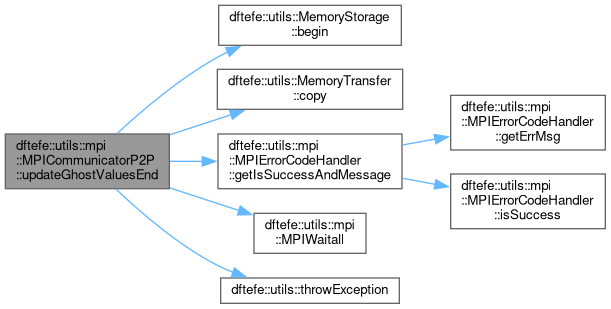 dftefe::utils::mpi
::MPICommunicatorP2P
::updateGhostValuesEnd
dftefe::utils::MemoryStorage
::begin
dftefe::utils::MemoryTransfer
::copy
dftefe::utils::mpi
::MPIErrorCodeHandler
::getIsSuccessAndMessage
dftefe::utils::mpi
::MPIErrorCodeHandler
::getErrMsg
dftefe::utils::mpi
::MPIErrorCodeHandler
::isSuccess
dftefe::utils::mpi
::MPIWaitall
dftefe::utils::throwException